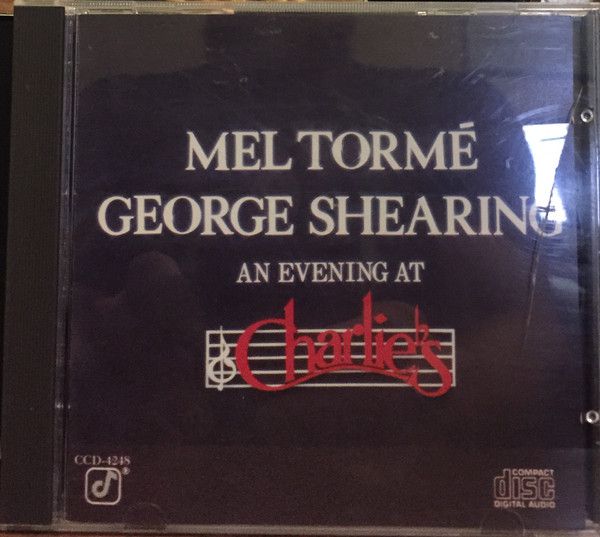 MEL TORMÉ
GEORGE SHEARING
AN EVENING AT
Charlie's
CCD-4248
®
COMPACT
disc
DIGITAL AUDIO